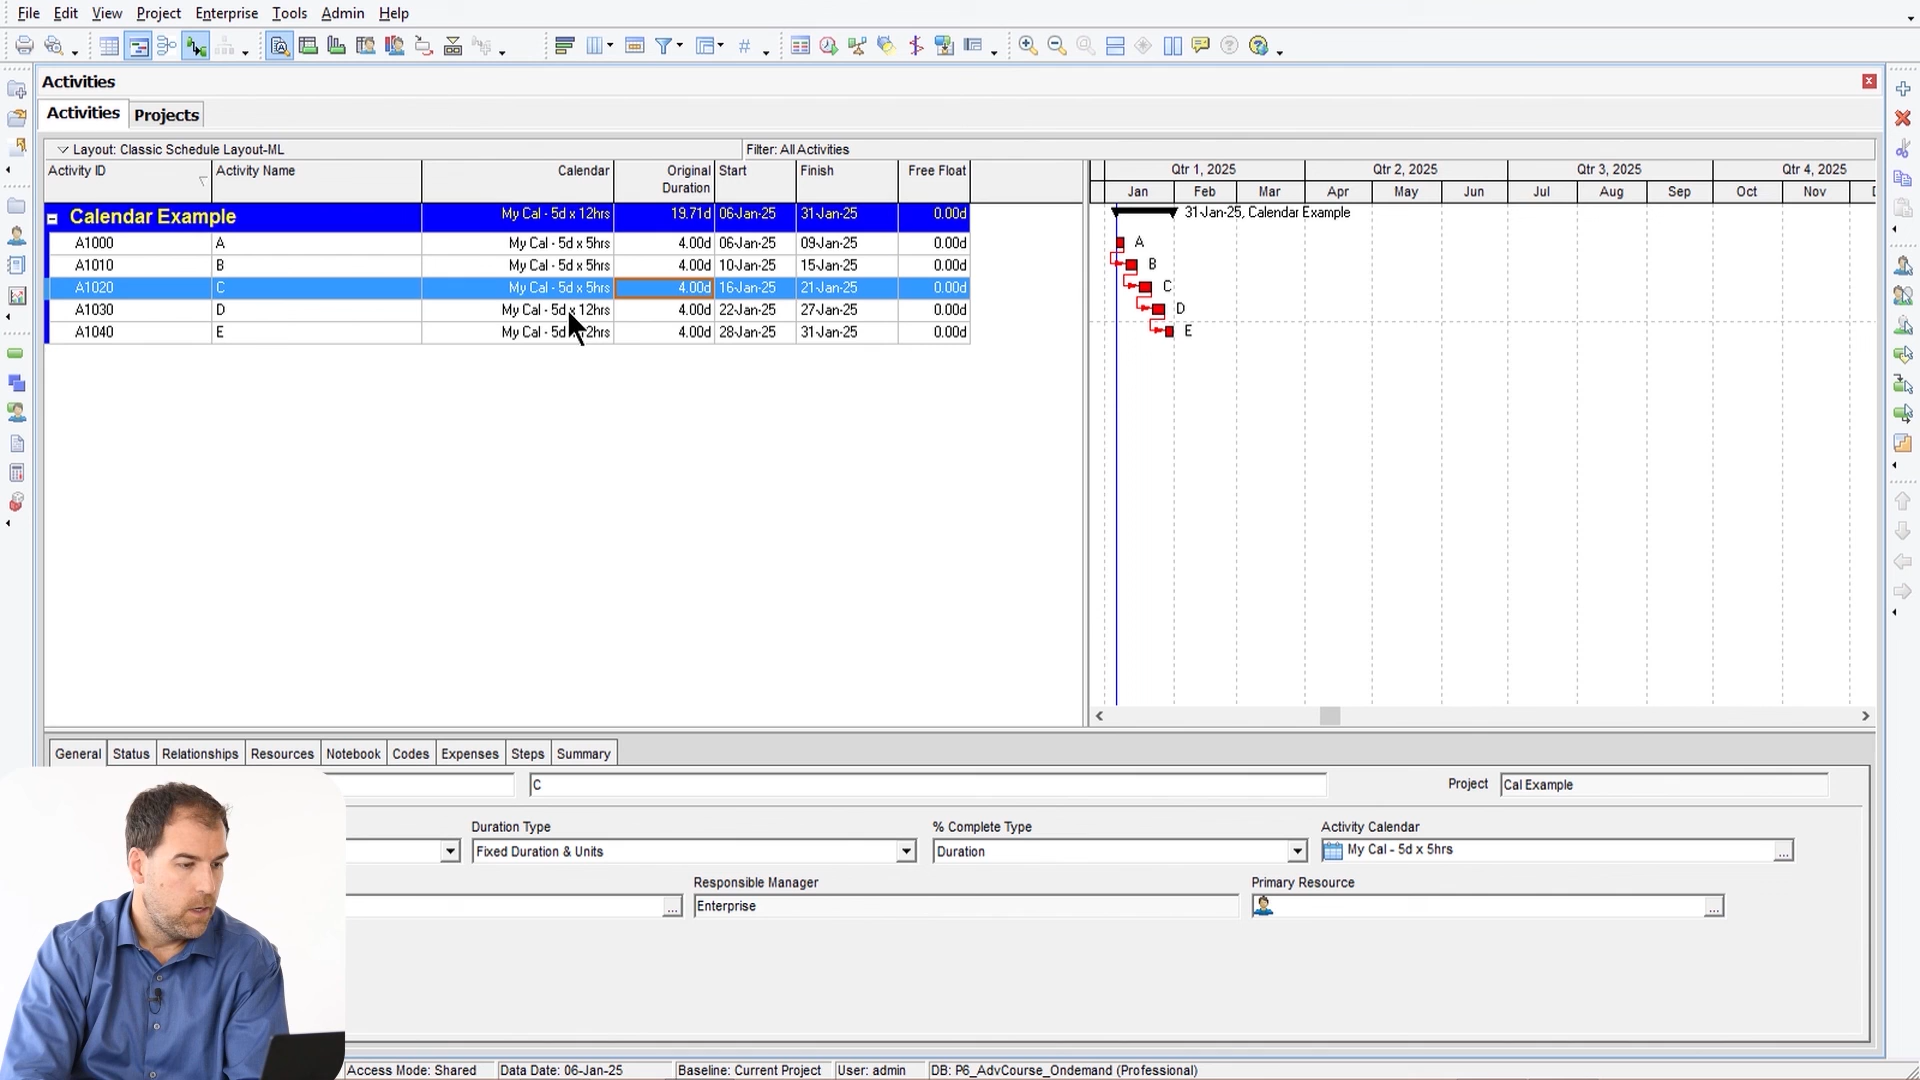 File Edit View Project Enterprise Tools Admin Help
Activities
Activities Projects
Layout: Classic Schedule Layout-ML Filter: All Activities
Activity ID Activity Name Calendar Original Duration Start Finish Free Float
Qtr 1, 2025 Qtr 2, 2025 Qtr 3, 2025 Qtr 4, 2025
Jan Feb Mar Apr May Jun Jul Aug Sep Oct Nov
Calendar Example My Cal - 5d x 12hrs 19.71d 06-Jan-25 31-Jan-25 0.00d 31-Jan-25, Calendar Example
A1000 A My Cal - 5d x 5hrs 4.00d 06-Jan-25 09-Jan-25 0.00d A
A1010 B My Cal - 5d x 5hrs 4.00d 10-Jan-25 15-Jan-25 0.00d B
A1020 C My Cal - 5d x 5hrs 4.00d 16-Jan-25 21-Jan-25 0.00d C
A1030 D My Cal - 5d x 12hrs 4.00d 22-Jan-25 27-Jan-25 0.00d D
A1040 E My Cal - 5d 4.00d 28-Jan-25 31-Jan-25 0.00d E
General Status Relationships Resources Notebook Codes Expenses Steps Summary
C Project Cal Example
Duration Type % Complete Type Activity Calendar
Fixed Duration & Units Duration My Cal - 5d x 5hrs
Responsible Manager Primary Resource
Enterprise
Access Mode: Shared Data Date: 06-Jan-25 Baseline: Current Project User: admin DB: P6_AdvCourse_Ondemand (Professional)